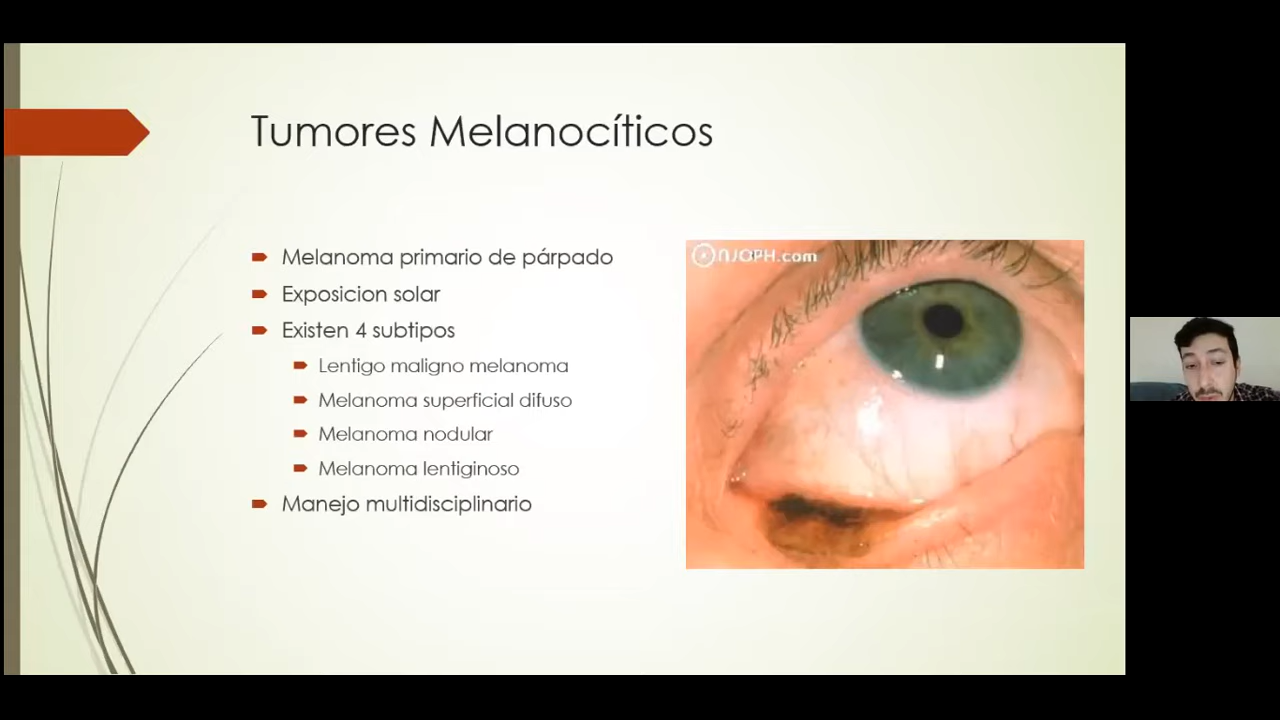 Tumores Melanocíticos
Melanoma primario de párpado
Exposicion solar
Existen 4 subtipos
Lentigo maligno melanoma
Melanoma superficial difuso
Melanoma nodular
Melanoma lentiginoso
Manejo multidisciplinario
NJOPH.com